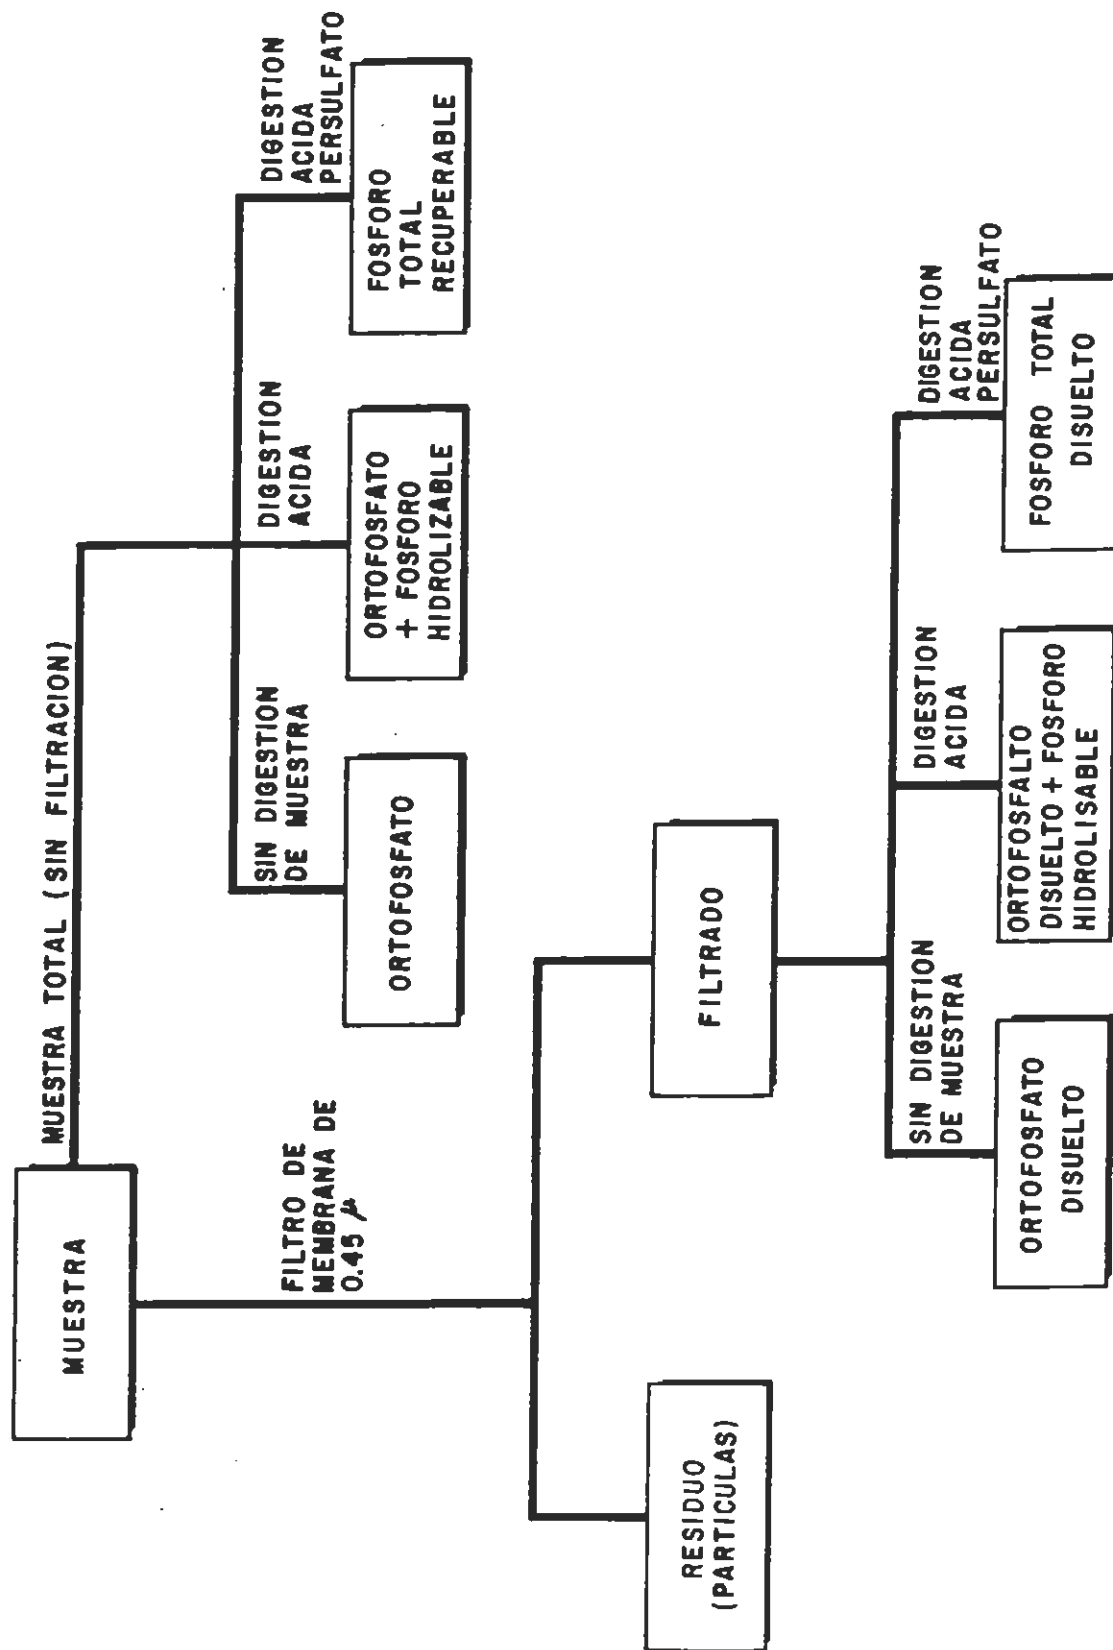 MUESTRA
MUESTRA TOTAL (SIN FILTRACION)
SIN DIGESTION
DE MUESTRA
DIGESTION
ACIDA
DIGESTION
ACIDA
PERSULFATO
ORTOFOSFATO
ORTOFOSFATO
+ FOSFORO
HIDROLIZABLE
FOSFORO
TOTAL
RECUPERABLE
FILTRO DE
MEMBRANA DE
0.45 µ
RESIDUO
(PARTICULAS)
FILTRADO
SIN DIGESTION
DE MUESTRA
DIGESTION
ACIDA
DIGESTION
ACIDA
PERSULFATO
ORTOFOSFATO
DISUELTO
ORTOFOSFALTO
DISUELTO + FOSFORO
HIDROLISABLE
FOSFORO TOTAL
DISUELTO